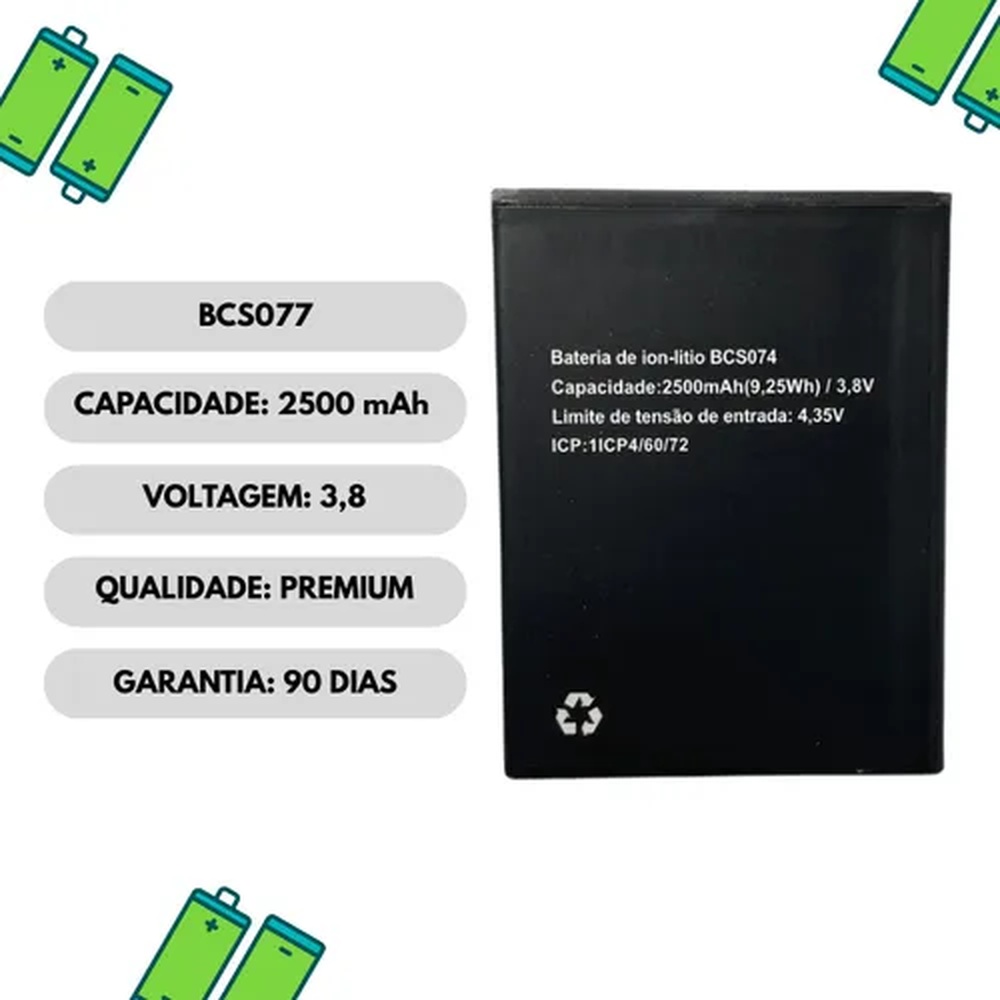 BCS077
CAPACIDADE: 2500 mAh
VOLTAGEM: 3,8
QUALIDADE: PREMIUM
GARANTIA: 90 DIAS
Bateria de ion-litio BCS074
Capacidade:2500mAh(9,25Wh) / 3,8V
Limite de tensão de entrada: 4,35V
ICP:1ICP4/60/72